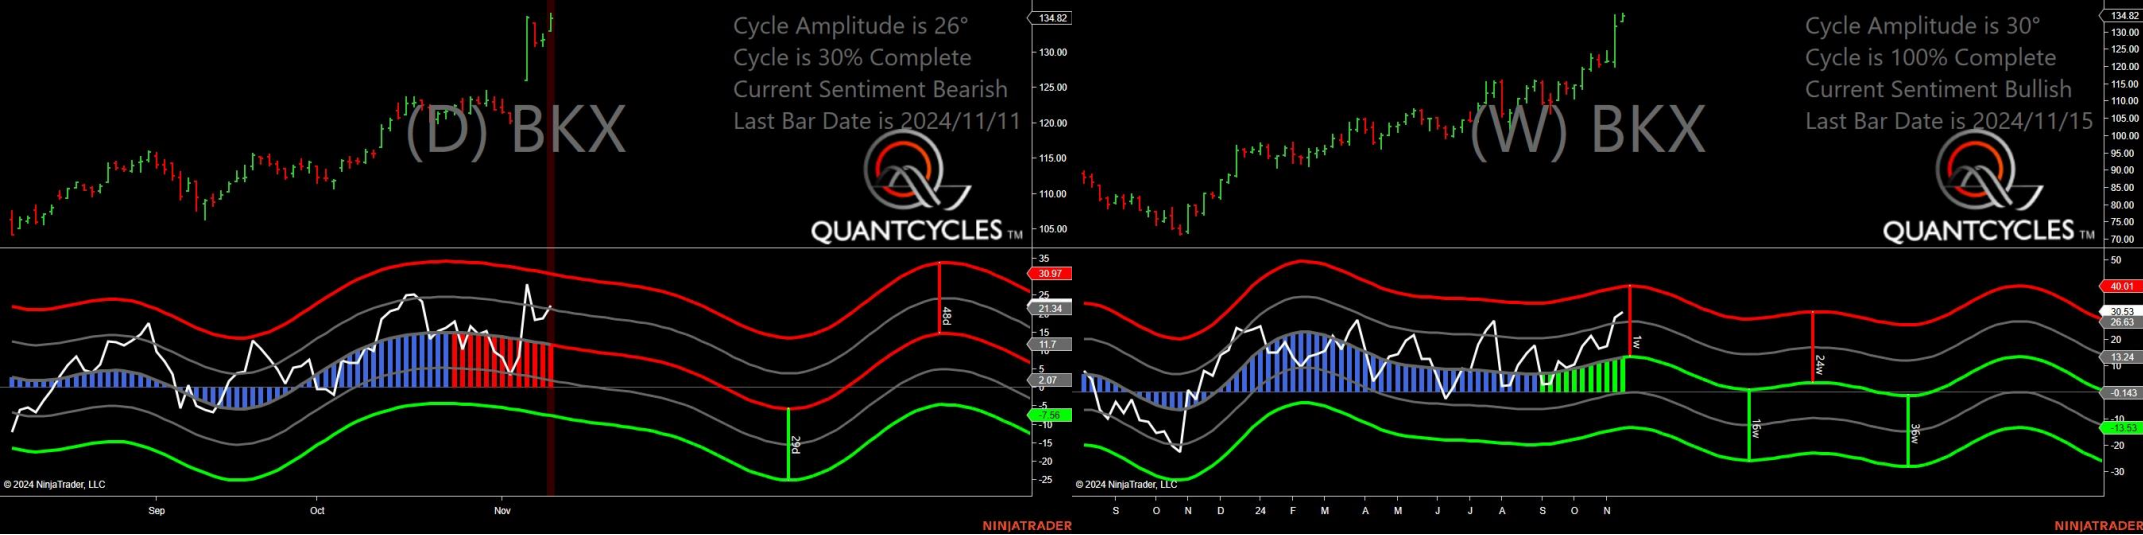 Cycle Amplitude is 26°
Cycle is 30% Complete
Current Sentiment Bearish
Last Bar Date is 2024/11/11
(D) BKX
QUANTCYCLES TM
134.82
130.00
125.00
120.00
115.00
110.00
105.00
35
30.97
25
21.34
15
11.7
5
2.07
-5
-7.56
-10
-15
-20
-25
48d
29d
© 2024 NinjaTrader, LLC
Sep
Oct
Nov
NINJATRADER
Cycle Amplitude is 30°
Cycle is 100% Complete
Current Sentiment Bullish
Last Bar Date is 2024/11/15
(W) BKX
QUANTCYCLES TM
134.82
130.00
125.00
120.00
115.00
110.00
105.00
100.00
95.00
90.00
85.00
80.00
75.00
70.00
50
40.01
30.53
26.63
20
13.24
10
-0.143
-10
-13.53
-20
-30
1w
24w
16w
36w
© 2024 NinjaTrader, LLC
S
O
N
D
24
F
M
A
M
J
J
A
S
O
N
NINJATRADER